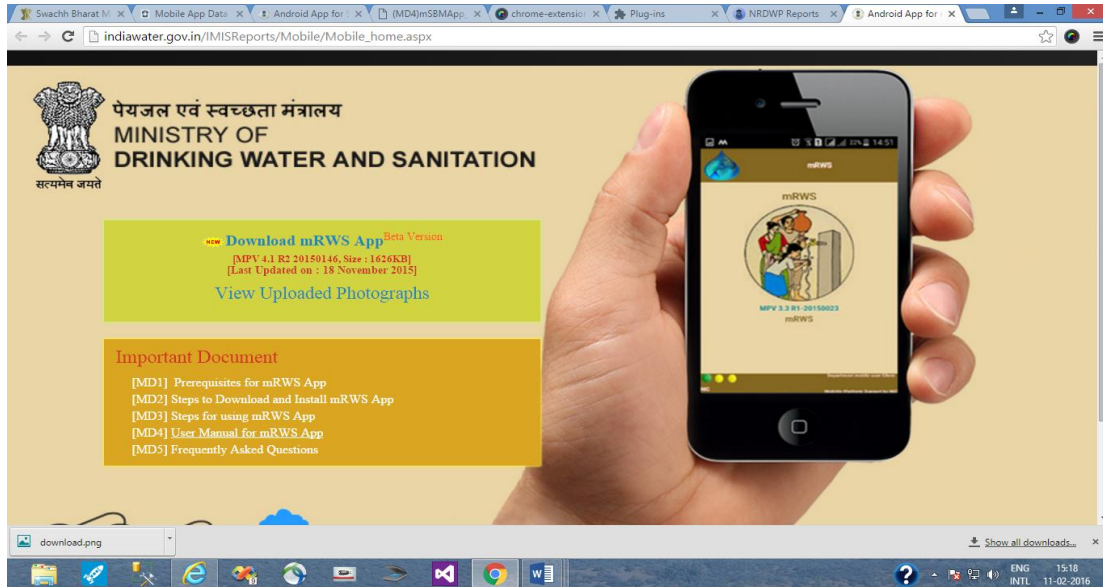 Swachh Bharat M
Mobile App Data
Android App for S
(MD4)mSBMApp
chrome-extension
Plug-ins
NRDWP Reports
Android App for
indiawater.gov.in/IMISReports/Mobile/Mobile_home.aspx
पेयजल एवं स्वच्छता मंत्रालय
MINISTRY OF
DRINKING WATER AND SANITATION
सत्यमेव जयते
NEW Download mRWS App Beta Version
[MPV 4.1 R2 20150146, Size : 1626KB]
[Last Updated on : 18 November 2015]
View Uploaded Photographs
Important Document
[MD1] Prerequisites for mRWS App
[MD2] Steps to Download and Install mRWS App
[MD3] Steps for using mRWS App
[MD4] User Manual for mRWS App
[MD5] Frequently Asked Questions
22% 14:51
mRWS
mRWS
MPV 3.3 R1-20150023
mRWS
NIC
download.png
Show all downloads...
ENG 15:18
INTL 11-02-2016